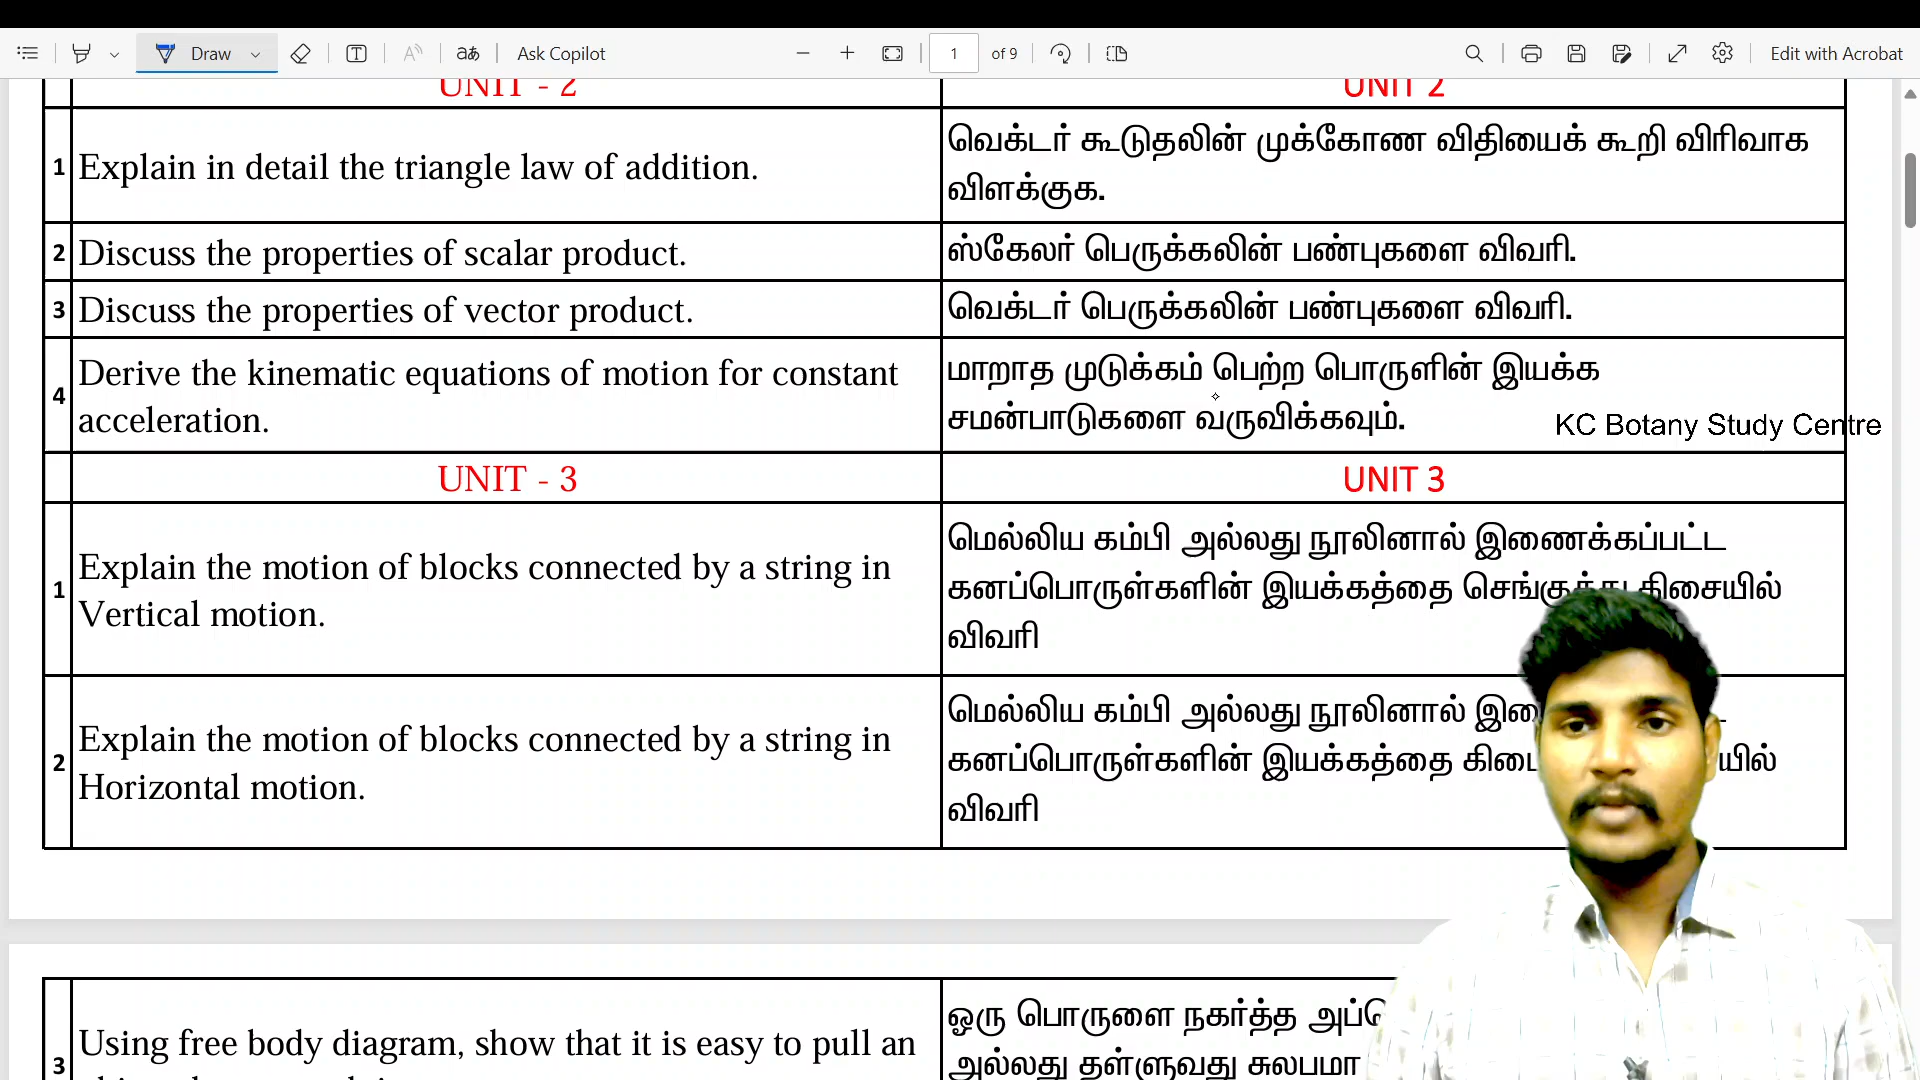 Draw
Ask Copilot
1 of 9
Edit with Acrobat
UNIT - 2
UNIT 2
1 Explain in detail the triangle law of addition.
வெக்டர் கூடுதலின் முக்கோண விதியைக் கூறி விரிவாக
விளக்குக.
2 Discuss the properties of scalar product.
ஸ்கேலர் பெருக்கலின் பண்புகளை விவரி.
3 Discuss the properties of vector product.
வெக்டர் பெருக்கலின் பண்புகளை விவரி.
4 Derive the kinematic equations of motion for constant
acceleration.
மாறாத முடுக்கம் பெற்ற பொருளின் இயக்க
சமன்பாடுகளை வருவிக்கவும்.
KC Botany Study Centre
UNIT - 3
UNIT 3
1 Explain the motion of blocks connected by a string in
Vertical motion.
மெல்லிய கம்பி அல்லது நூலினால் இணைக்கப்பட்ட
கனப்பொருள்களின் இயக்கத்தை செங்குத்து திசையில்
விவரி
2 Explain the motion of blocks connected by a string in
Horizontal motion.
மெல்லிய கம்பி அல்லது நூலினால்
கனப்பொருள்களின் இயக்கத்தை
விவரி
3 Using free body diagram, show that it is easy to pull an
ஒரு பொருளை நகர்த்த
அல்லது தள்ளுவது சுலபமா